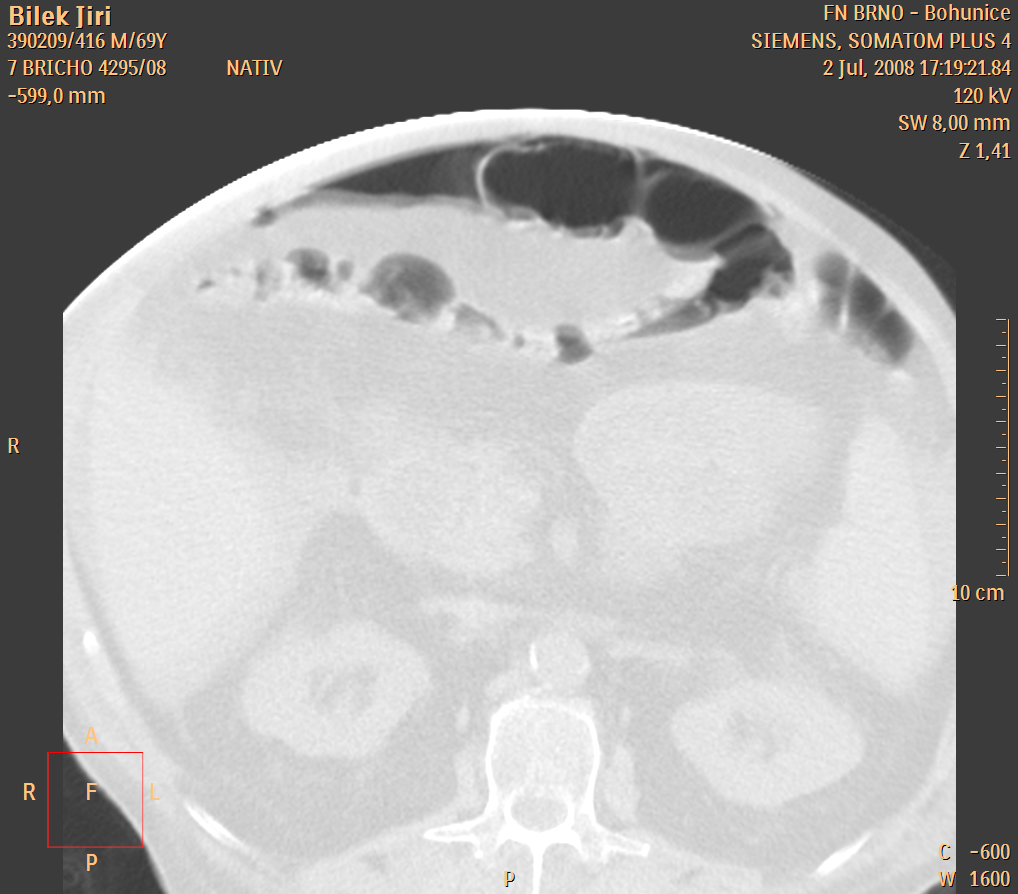 Bilek Jiri
390209/416 M/69Y
7 BRICHO 4295/08 NATIV
-599,0 mm
FN BRNO - Bohunice
SIEMENS, SOMATOM PLUS 4
2 Jul, 2008 17:19:21.84
120 kV
SW 8,00 mm
Z 1,41
R
10 cm
A
R F L
P
P
C -600
W 1600